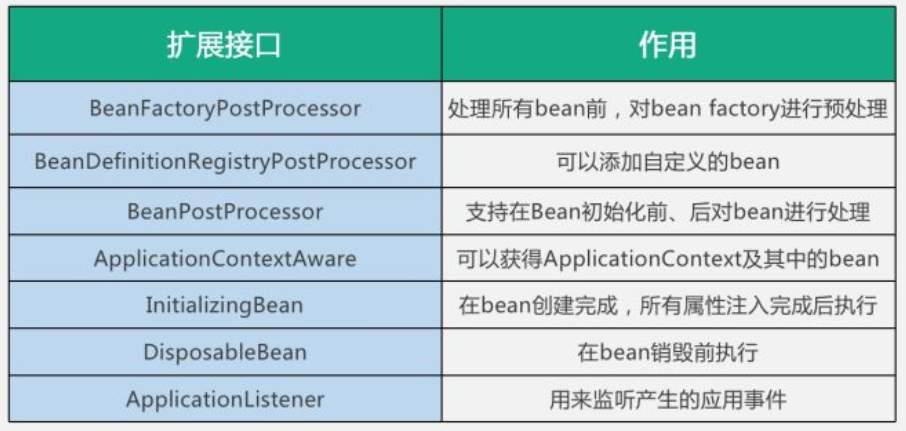 扩展接口 作用
BeanFactoryPostProcessor 处理所有bean前，对bean factory进行预处理
BeanDefinitionRegistryPostProcessor 可以添加自定义的bean
BeanPostProcessor 支持在Bean初始化前、后对bean进行处理
ApplicationContextAware 可以获得ApplicationContext及其中的bean
InitializingBean 在bean创建完成，所有属性注入完成后执行
DisposableBean 在bean销毁前执行
ApplicationListener 用来监听产生的应用事件